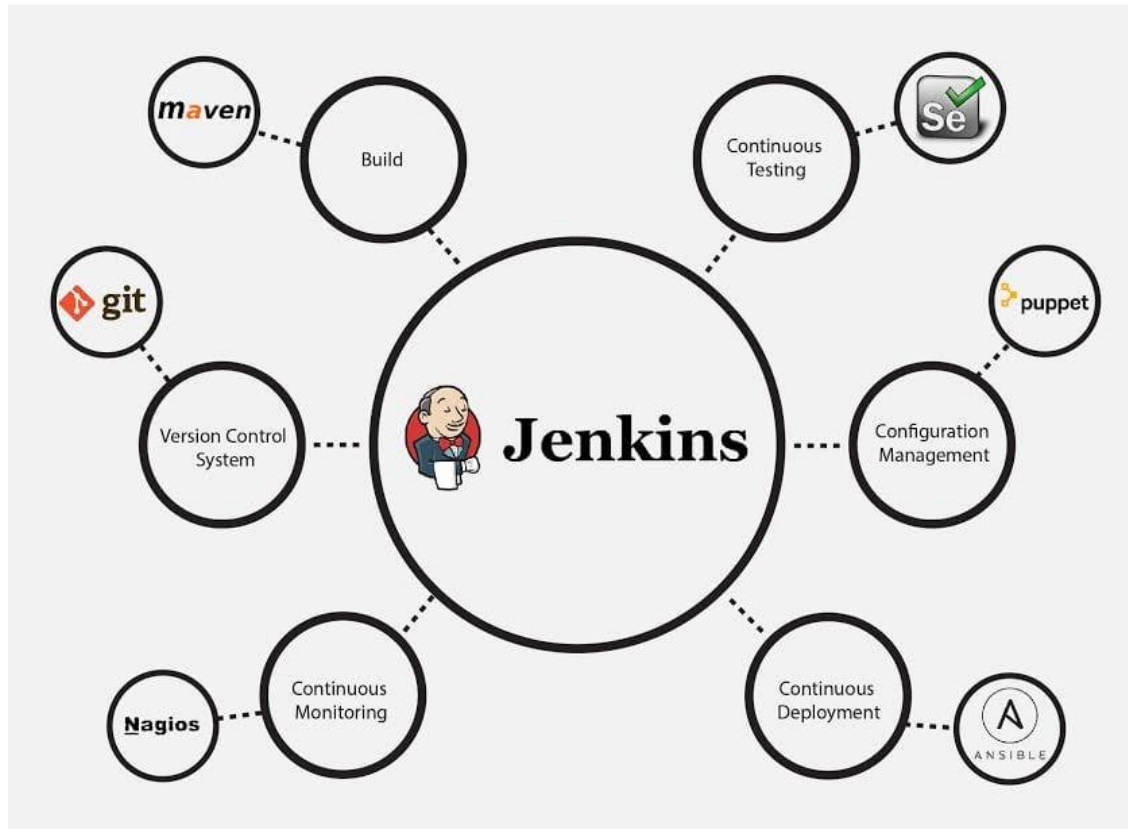 maven
Build
Continuous
Testing
Se
git
Version Control
System
Jenkins
puppet
Configuration
Management
Nagios
Continuous
Monitoring
Continuous
Deployment
A
ANSIBLE